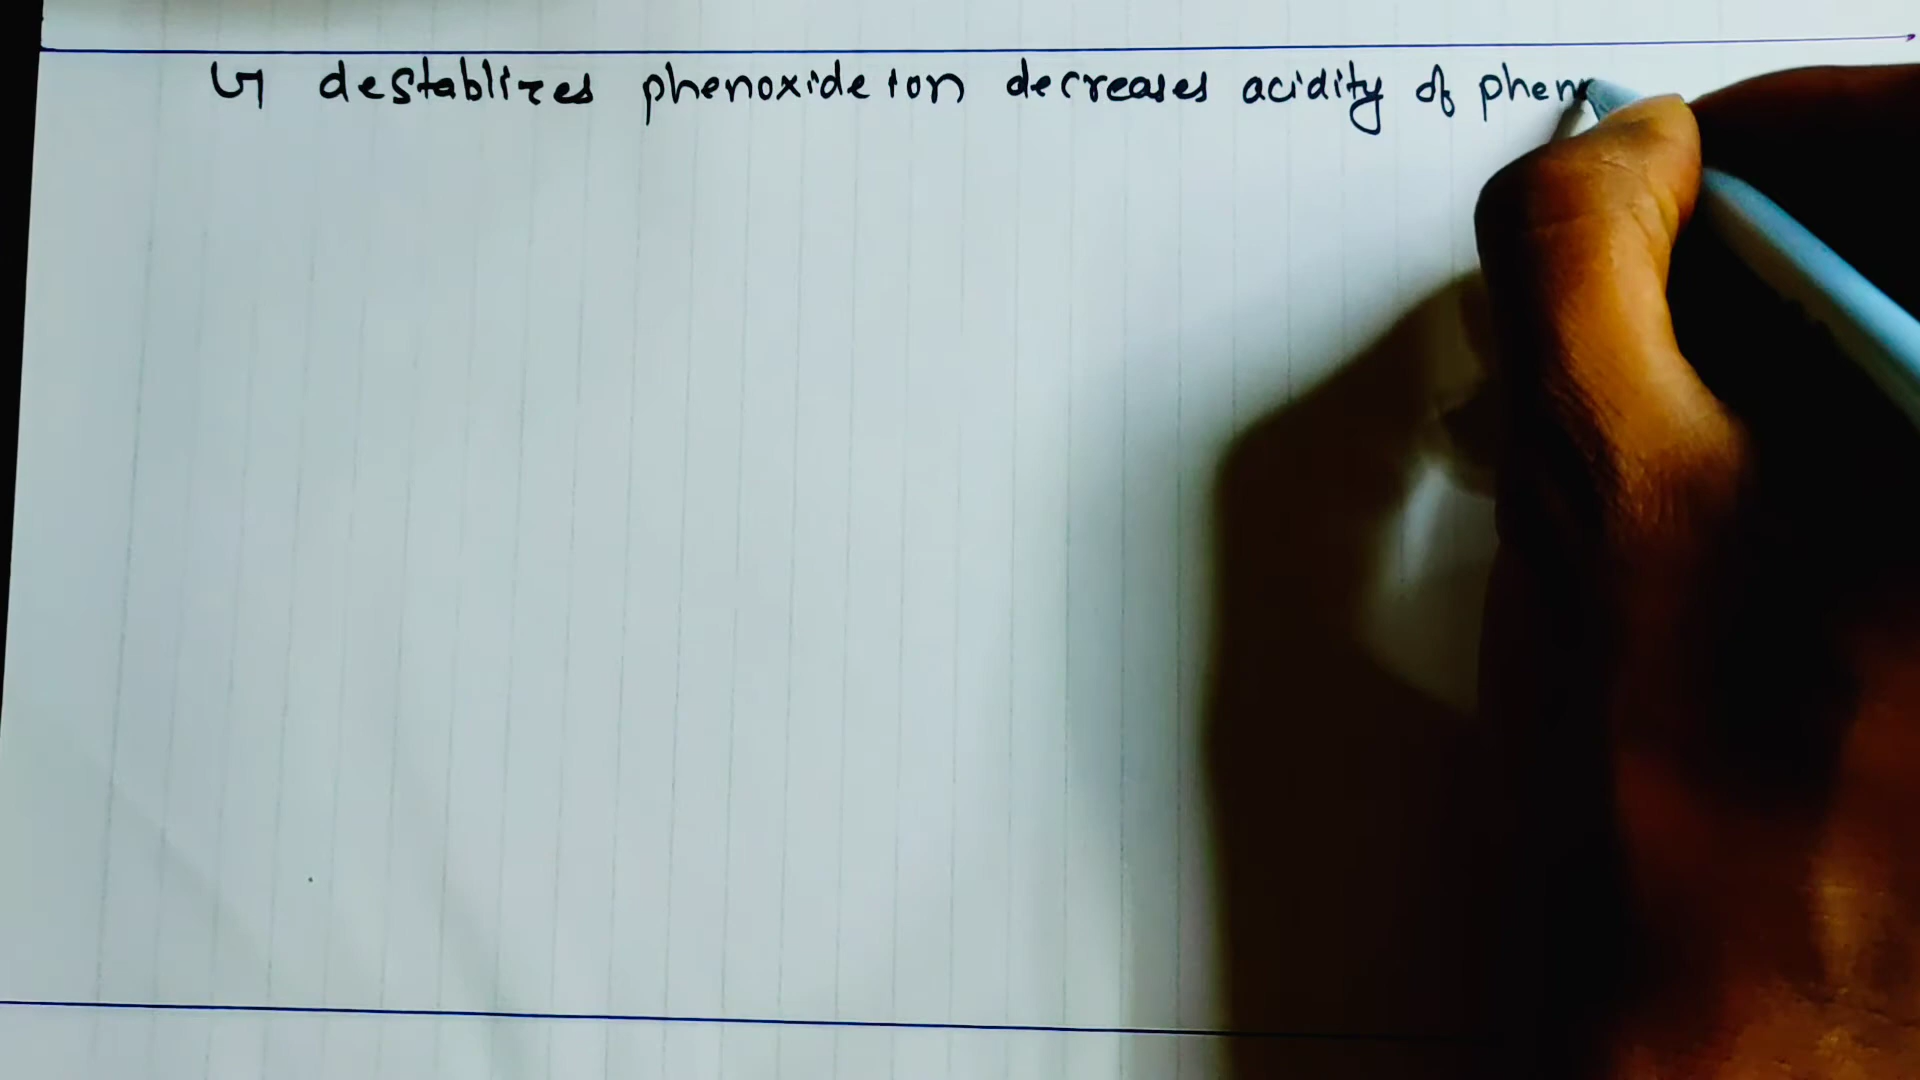 ↳ destablizes phenoxide ion decreases acidity of phen